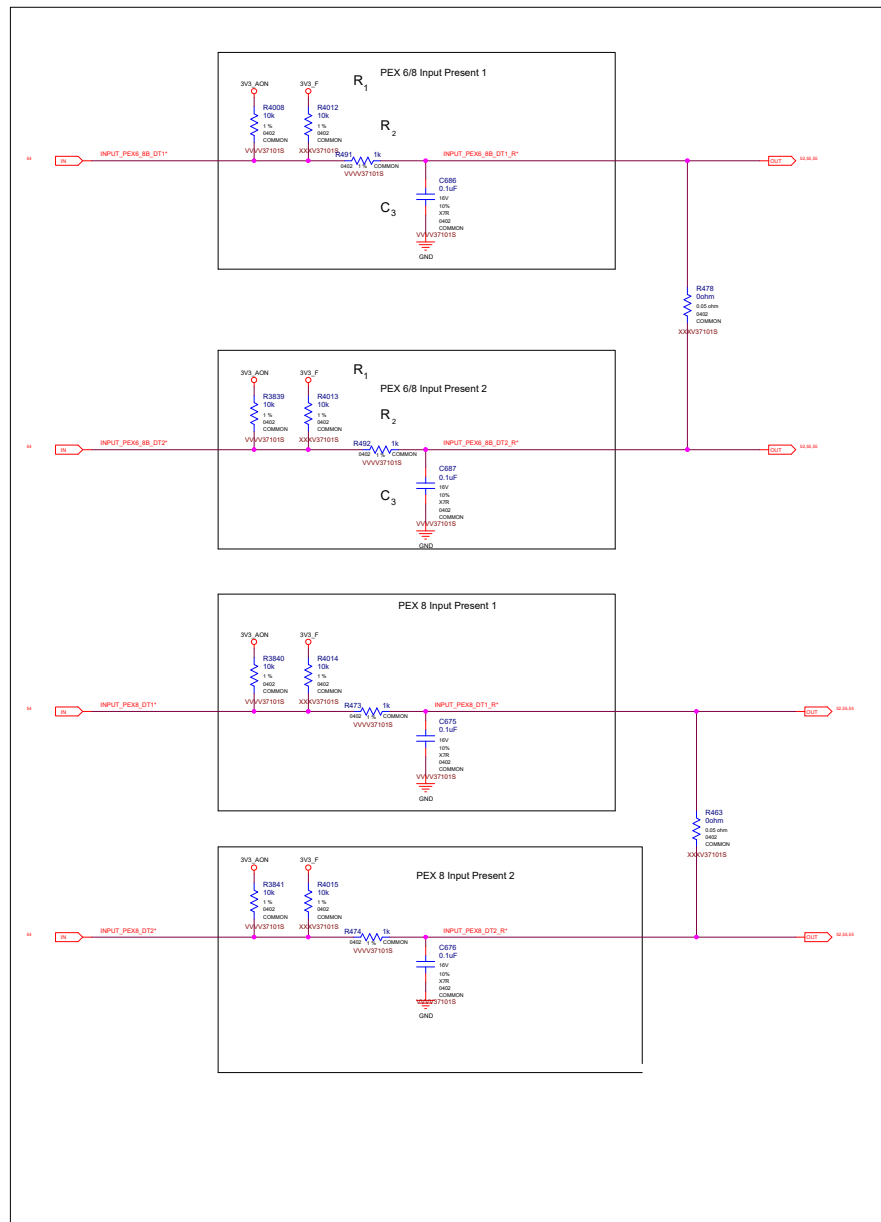 PEX 6/8 Input Present 1
R1
3V3_AON
3V3_F
R4008
10k
1 %
0402
COMMON
VVVV37101S
R4012
10k
1 %
0402
COMMON
XXXV37101S
R2
IN
INPUT_PEX6_8B_DT1*
R491
1k
0402
1 %
COMMON
VVVV37101S
INPUT_PEX6_8B_DT1_R*
OUT
C3
C686
0.1uF
16V
10%
X7R
0402
COMMON
VVVV37101S
GND
R478
0ohm
0.05 ohm
0402
COMMON
XXXV37101S
R1
PEX 6/8 Input Present 2
3V3_AON
3V3_F
R3839
10k
1 %
0402
COMMON
VVVV37101S
R4013
10k
1 %
0402
COMMON
XXXV37101S
R2
IN
INPUT_PEX6_8B_DT2*
R492
1k
0402
1 %
COMMON
VVVV37101S
INPUT_PEX6_8B_DT2_R*
OUT
C3
C687
0.1uF
16V
10%
X7R
0402
COMMON
VVVV37101S
GND
PEX 8 Input Present 1
3V3_AON
3V3_F
R3840
10k
1 %
0402
COMMON
VVVV37101S
R4014
10k
1 %
0402
COMMON
XXXV37101S
IN
INPUT_PEX8_DT1*
R473
1k
0402
1 %
COMMON
VVVV37101S
INPUT_PEX8_DT1_R*
OUT
C675
0.1uF
16V
10%
X7R
0402
COMMON
VVVV37101S
GND
R463
0ohm
0.05 ohm
0402
COMMON
XXXV37101S
PEX 8 Input Present 2
3V3_AON
3V3_F
R3841
10k
1 %
0402
COMMON
VVVV37101S
R4015
10k
1 %
0402
COMMON
XXXV37101S
IN
INPUT_PEX8_DT2*
R474
1k
0402
1 %
COMMON
VVVV37101S
INPUT_PEX8_DT2_R*
OUT
C676
0.1uF
16V
10%
X7R
0402
COMMON
VVVV37101S
GND